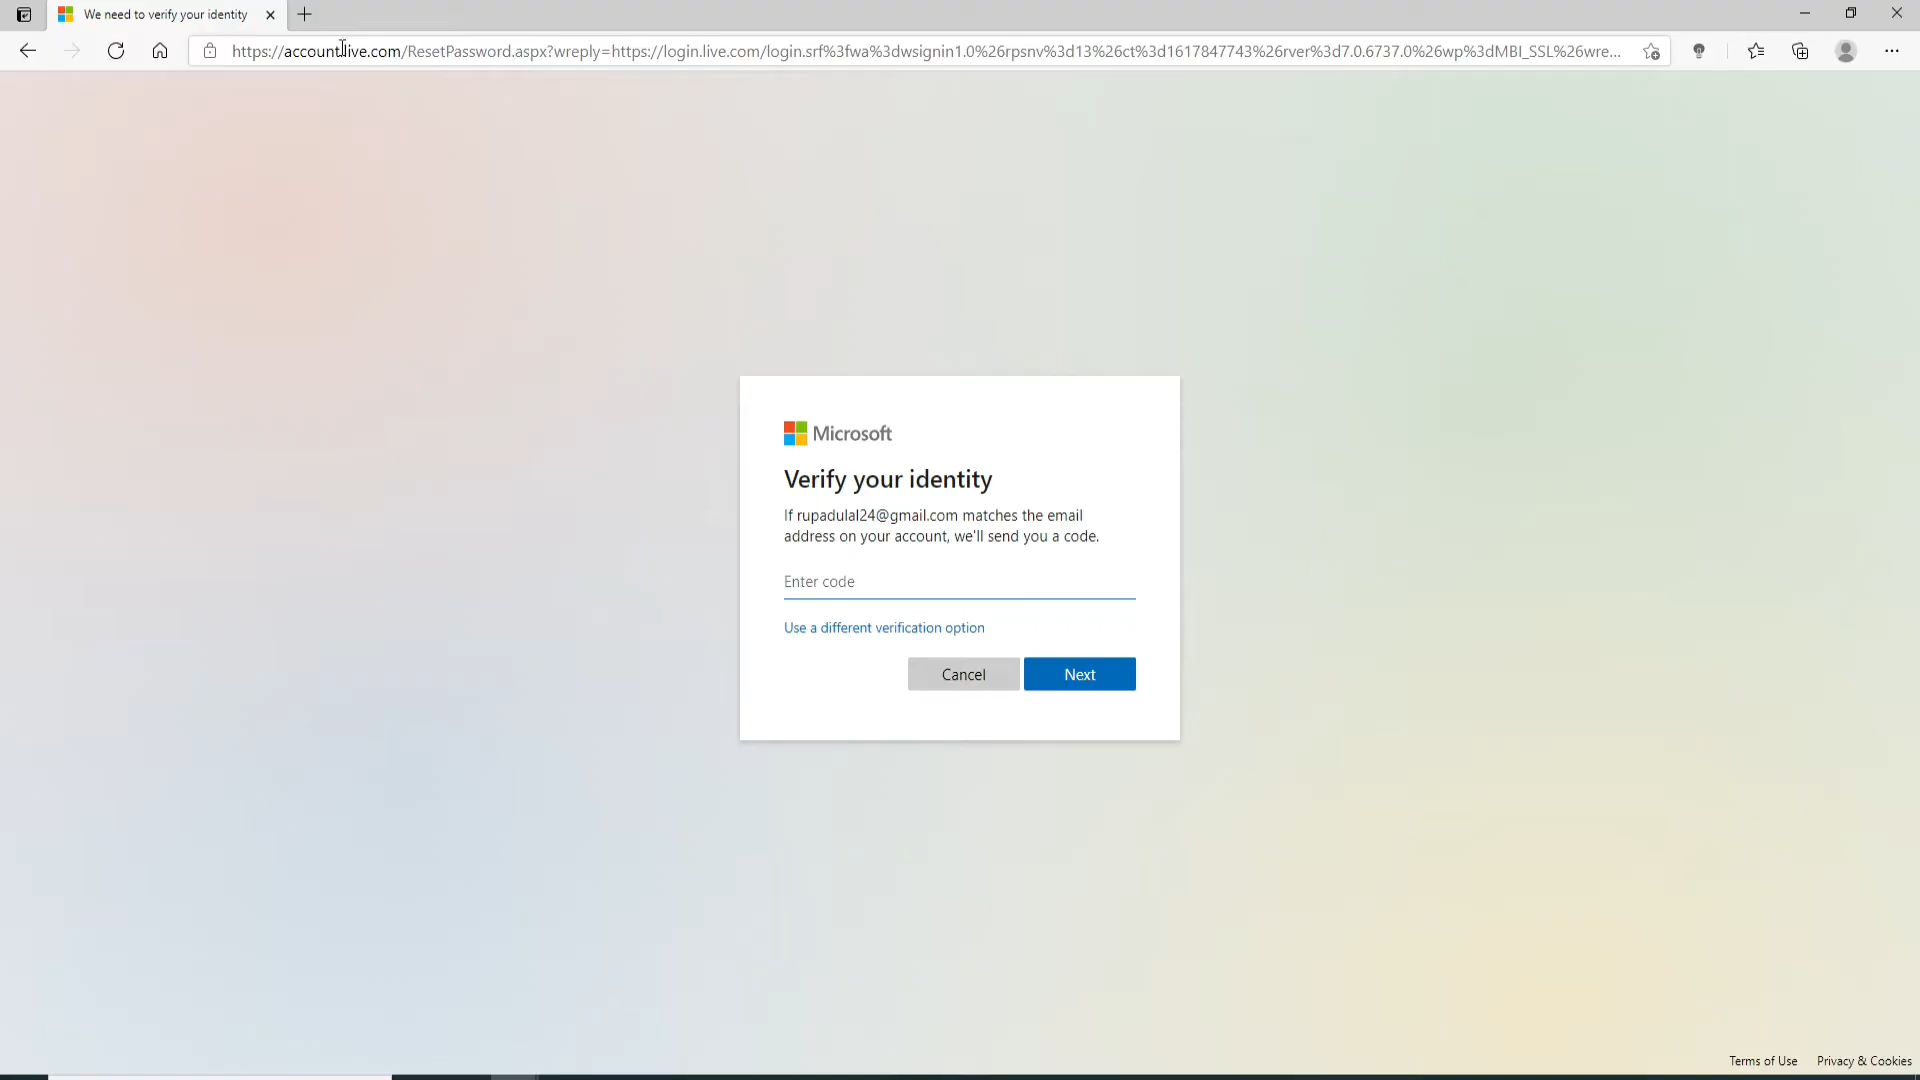 We need to verify your identity
https://account.live.com/ResetPassword.aspx?wreply=https://login.live.com/login.srf%3fwa%3dwsignin1.0%26rpsnv%3d13%26ct%3d1617847743%26rver%3d7.0.6737.0%26wp%3dMBI_SSL%26wre...
Microsoft
Verify your identity
If rupadulal24@gmail.com matches the email
address on your account, we'll send you a code.
Enter code
Use a different verification option
Cancel Next
Terms of Use Privacy & Cookies